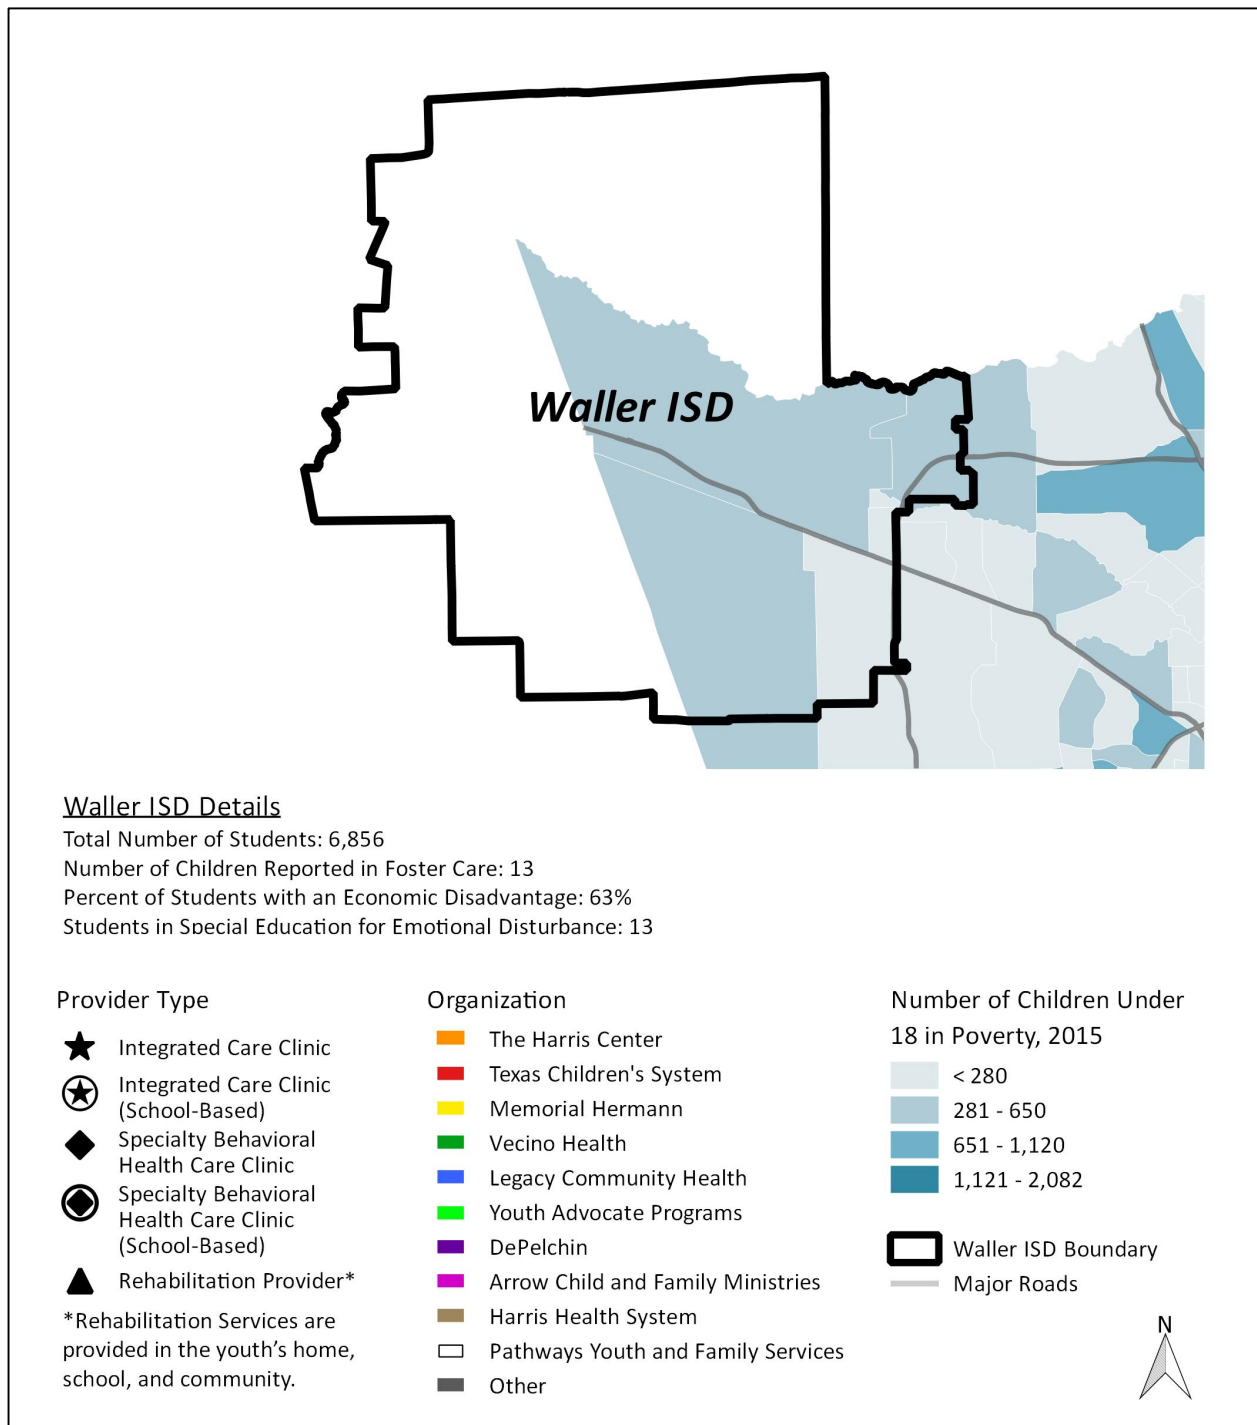 Waller ISD
Waller ISD Details
Total Number of Students: 6,856
Number of Children Reported in Foster Care: 13
Percent of Students with an Economic Disadvantage: 63%
Students in Special Education for Emotional Disturbance: 13
Provider Type
Integrated Care Clinic
Integrated Care Clinic
(School-Based)
Specialty Behavioral
Health Care Clinic
Specialty Behavioral
Health Care Clinic
(School-Based)
Rehabilitation Provider*
*Rehabilitation Services are
provided in the youth’s home,
school, and community.
Organization
The Harris Center
Texas Children's System
Memorial Hermann
Vecino Health
Legacy Community Health
Youth Advocate Programs
DePelchin
Arrow Child and Family Ministries
Harris Health System
Pathways Youth and Family Services
Other
Number of Children Under
18 in Poverty, 2015
< 280
281 - 650
651 - 1,120
1,121 - 2,082
Waller ISD Boundary
Major Roads
N